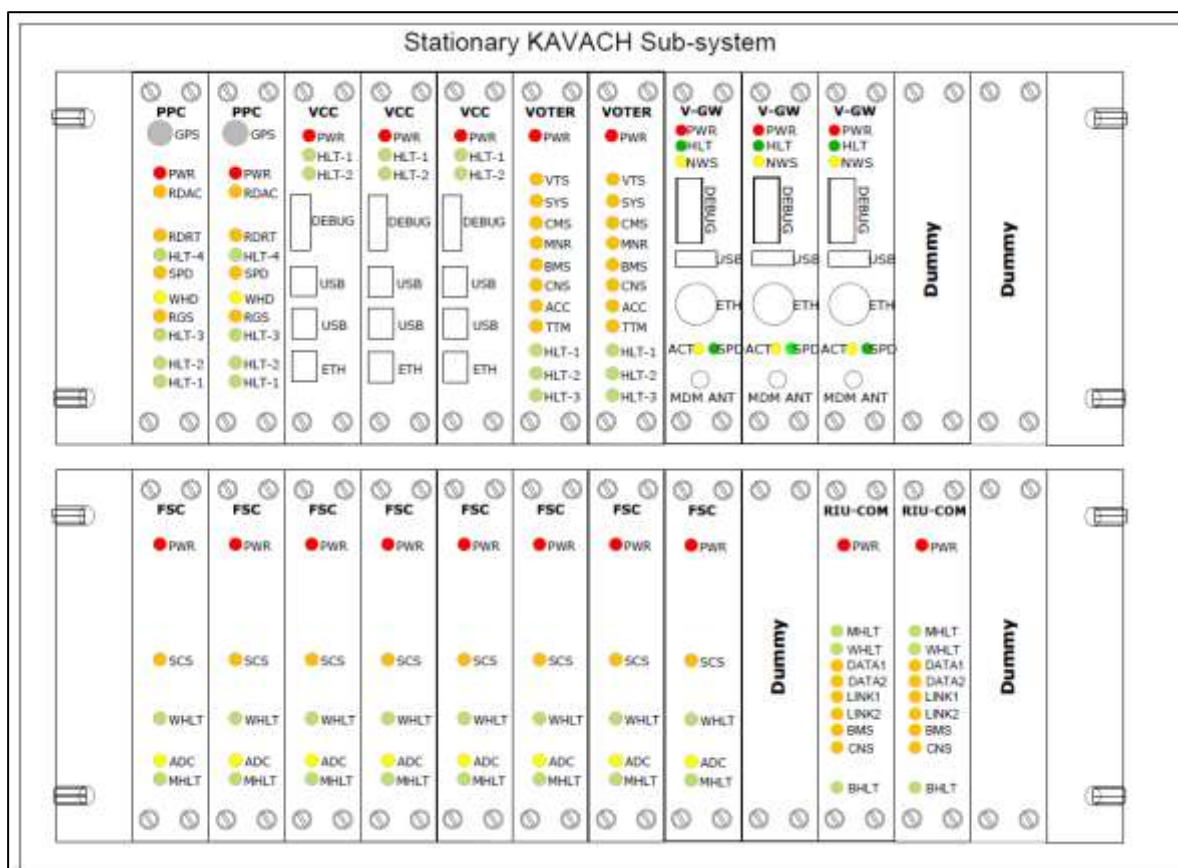 Stationary KAVACH Sub-system
PPC PPC VCC VCC VCC VOTER VOTER V-GW V-GW V-GW
GPS GPS PWR PWR PWR PWR PWR PWR PWR PWR
HLT-1 HLT-1 HLT-1 HLT HLT HLT
HLT-2 HLT-2 HLT-2 NWS NWS NWS
PWR PWR VTS VTS
RDAC RDAC SYS SYS
DEBUG DEBUG DEBUG CMS CMS DEBUG DEBUG DEBUG
RDRT RDRT MNR MNR
HLT-4 HLT-4 BMS BMS USB USB USB
SPD SPD USB USB USB CNS CNS
WHD WHD ACC ACC ETH ETH ETH
RGS RGS USB USB USB TTM TTM
HLT-3 HLT-3 HLT-1 HLT-1 ACT SPD ACT SPD ACT SPD
HLT-2 HLT-2 ETH ETH ETH HLT-2 HLT-2
HLT-1 HLT-1 HLT-3 HLT-3 MDM ANT MDM ANT MDM ANT
Dummy Dummy
FSC FSC FSC FSC FSC FSC FSC FSC RIU-COM RIU-COM
PWR PWR PWR PWR PWR PWR PWR PWR PWR PWR
MHLT MHLT
WHLT WHLT
SCS SCS SCS SCS SCS SCS SCS SCS DATA1 DATA1
DATA2 DATA2
LINK1 LINK1
WHLT WHLT WHLT WHLT WHLT WHLT WHLT WHLT LINK2 LINK2
BMS BMS
CNS CNS
ADC ADC ADC ADC ADC ADC ADC ADC
MHLT MHLT MHLT MHLT MHLT MHLT MHLT MHLT BHLT BHLT
Dummy Dummy